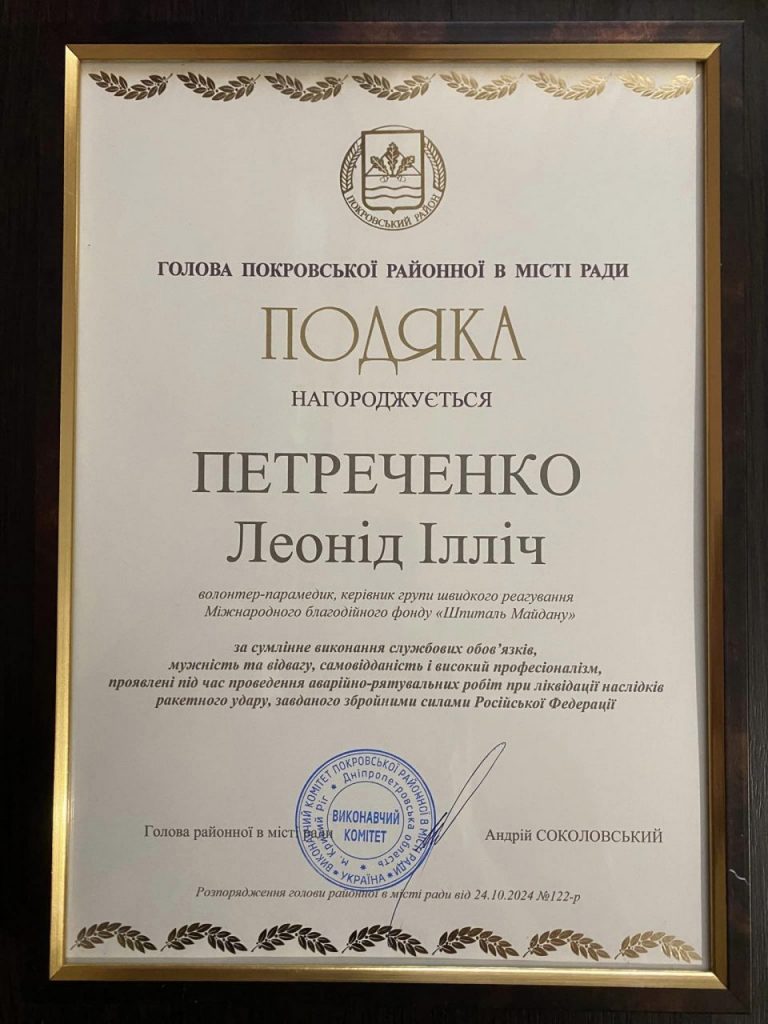 ПОКРОВСЬКИЙ РАЙОН
ГОЛОВА ПОКРОВСЬКОЇ РАЙОННОЇ В МІСТІ РАДИ
ПОДЯКА
НАГОРОДЖУЄТЬСЯ
ПЕТРЕЧЕНКО
Леонід Ілліч
волонтер-парамедик, керівник групи швидкого реагування
Міжнародного благодійного фонду «Шпиталь Майдану»
за сумлінне виконання службових обов’язків,
мужність та відвагу, самовідданість і високий професіоналізм,
проявлені під час проведення аварійно-рятувальних робіт при ліквідації наслідків
ракетного удару, завданого збройними силами Російської Федерації
ВИКОНАВЧИЙ КОМІТЕТ ПОКРОВСЬКОЇ РАЙОННОЇ В МІСТІ РАДИ
м. Кривий Ріг * Дніпропетровська область *
ВИКОНАВЧИЙ
КОМІТЕТ
* УКРАЇНА *
Голова районної в місті ради Андрій СОКОЛОВСЬКИЙ
Розпорядження голови районної в місті ради від 24.10.2024 №122-р